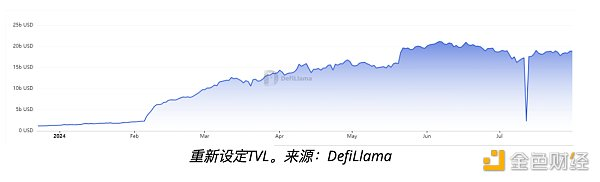 25b USD
20b USD
15b USD
10b USD
5b USD
0 USD
DefiLlama
2024 Feb Mar Apr May Jun Jul
重新设定TVL。来源：DefiLlama
金色财经